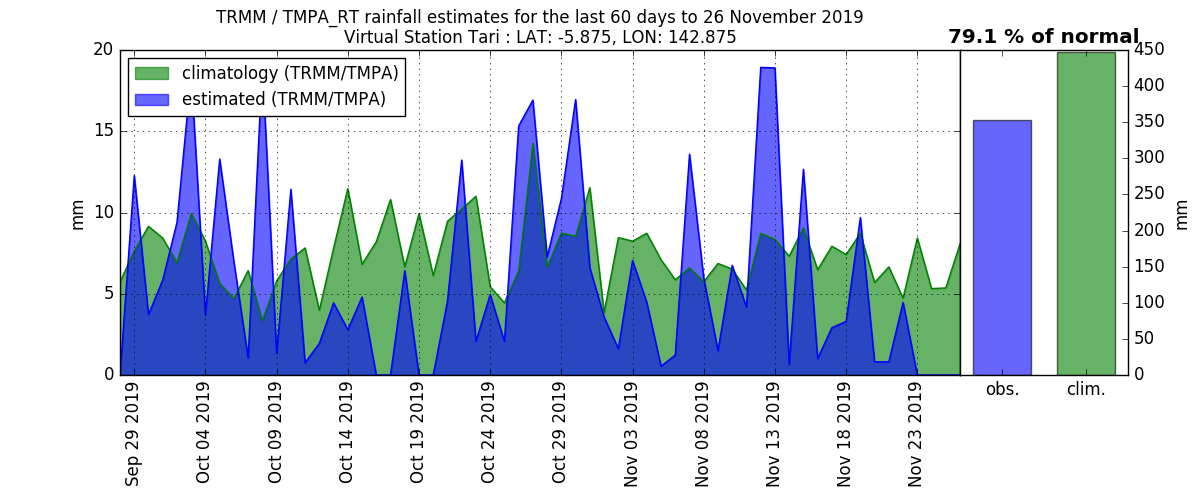 TRMM / TMPA_RT rainfall estimates for the last 60 days to 26 November 2019
Virtual Station Tari : LAT: -5.875, LON: 142.875
79.1 % of normal
climatology (TRMM/TMPA)
estimated (TRMM/TMPA)
mm
20
15
10
5
0
Sep 29 2019
Oct 04 2019
Oct 09 2019
Oct 14 2019
Oct 19 2019
Oct 24 2019
Oct 29 2019
Nov 03 2019
Nov 08 2019
Nov 13 2019
Nov 18 2019
Nov 23 2019
obs.
clim.
450
400
350
300
250
200
150
100
50
0
mm